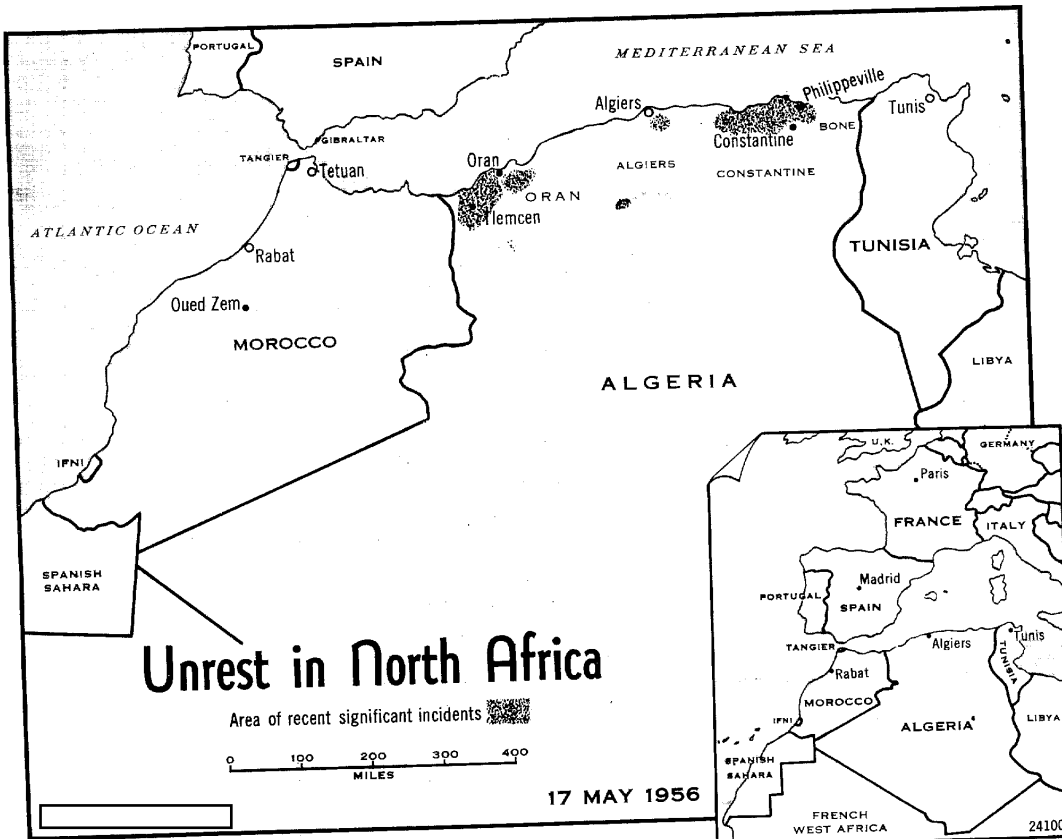 PORTUGAL
SPAIN
MEDITERRANEAN SEA
GIBRALTAR
TANGIER
Tetuan
Oran
ORAN
Tlemcen
Algiers
ALGIERS
Philippeville
Constantine
BONE
CONSTANTINE
Tunis
TUNISIA
ATLANTIC OCEAN
Rabat
Oued Zem
MOROCCO
ALGERIA
LIBYA
IFNI
SPANISH
SAHARA
Unrest in North Africa
Area of recent significant incidents
0 100 200 300 400
MILES
17 MAY 1956
U.K.
GERMANY
Paris
FRANCE
ITALY
Madrid
PORTUGAL
SPAIN
TANGIER
Algiers
Tunis
TUNISIA
Rabat
MOROCCO
IFNI
ALGERIA
LIBYA
SPANISH
SAHARA
FRENCH
WEST AFRICA
24100